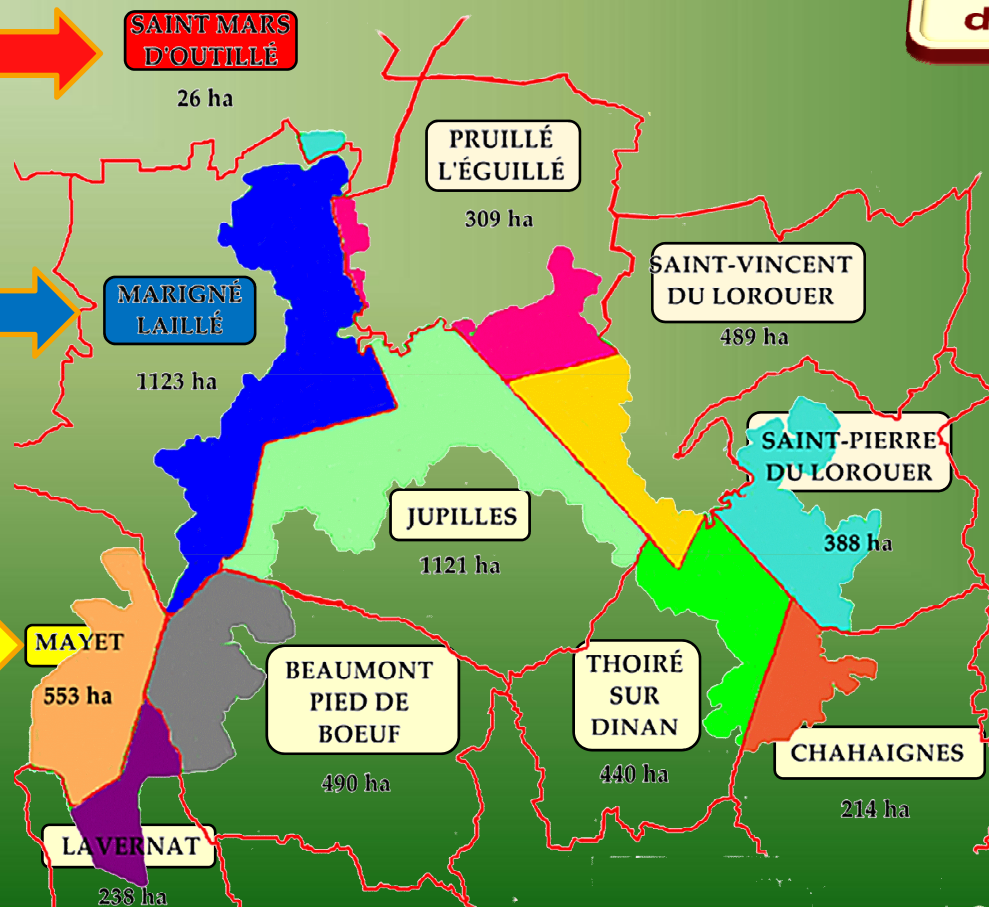 SAINT MARS
D'OUTILLÉ
26 ha
d
PRUILLÉ
L'ÉGUILLÉ
309 ha
SAINT-VINCENT
DU LOROUER
489 ha
MARIGNÉ
LAILLÉ
1123 ha
SAINT-PIERRE
DU LOROUER
388 ha
JUPILLES
1121 ha
MAYET
553 ha
BEAUMONT
PIED DE
BOEUF
490 ha
THOIRÉ
SUR
DINAN
440 ha
CHAHAIGNES
214 ha
LAVERNAT
238 ha